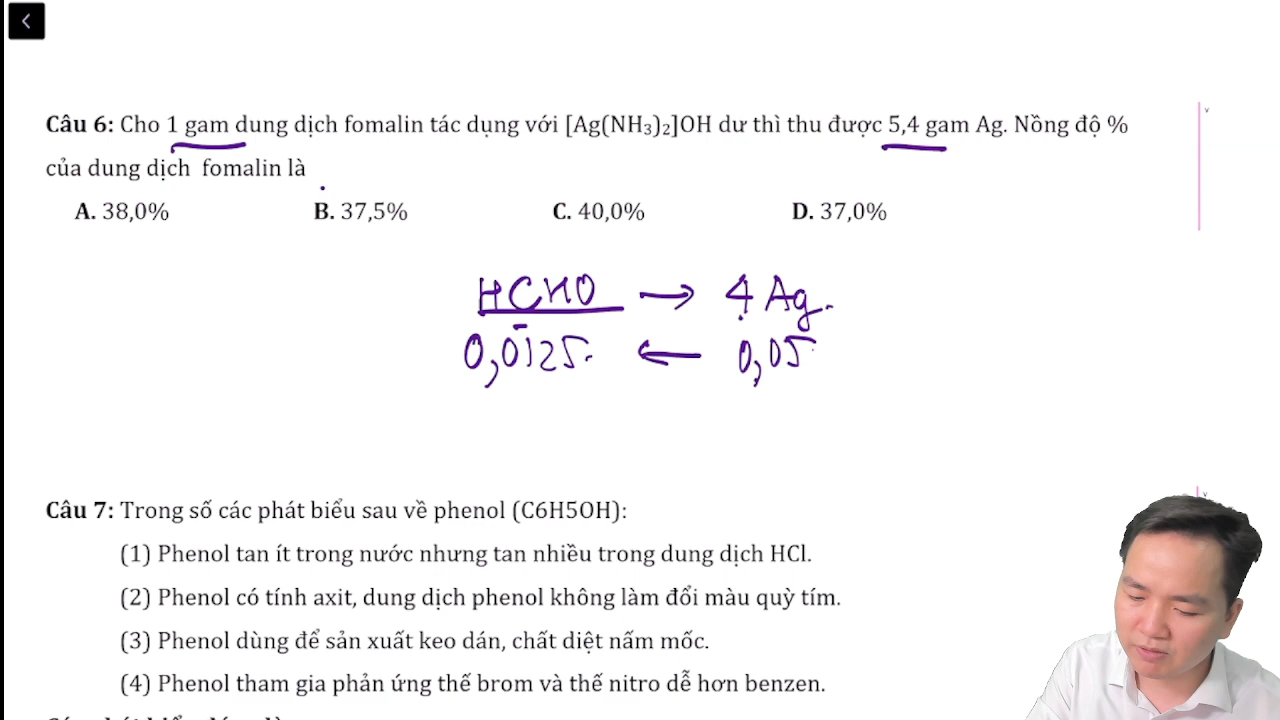 Câu 6: Cho 1 gam dung dịch fomalin tác dụng với [Ag(NH₃)₂]OH dư thì thu được 5,4 gam Ag. Nồng độ %
của dung dịch fomalin là
A. 38,0% B. 37,5% C. 40,0% D. 37,0%
HCHO → 4 Ag.
0,0125 ← 0,05
Câu 7: Trong số các phát biểu sau về phenol (C6H5OH):
(1) Phenol tan ít trong nước nhưng tan nhiều trong dung dịch HCl.
(2) Phenol có tính axit, dung dịch phenol không làm đổi màu quỳ tím.
(3) Phenol dùng để sản xuất keo dán, chất diệt nấm mốc.
(4) Phenol tham gia phản ứng thế brom và thế nitro dễ hơn benzen.